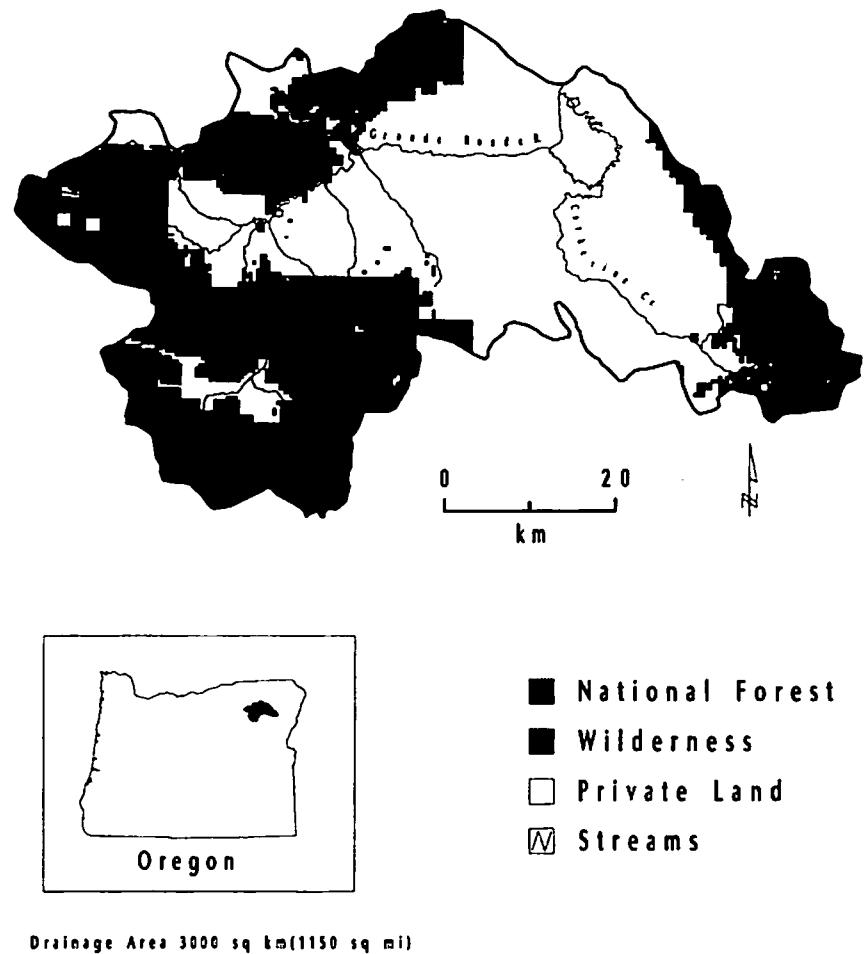 Grande Ronde R.
Catherine Cr
0 20
km
National Forest
Wilderness
Private Land
Streams
Oregon
Drainage Area 3000 sq km(1150 sq mi)